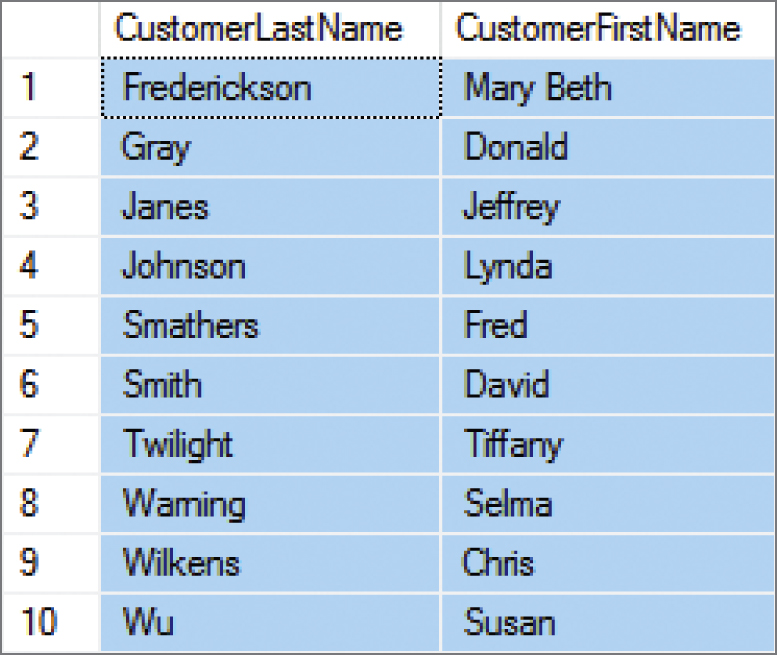 CustomerLastName CustomerFirstName
1 Frederickson Mary Beth
2 Gray Donald
3 Janes Jeffrey
4 Johnson Lynda
5 Smathers Fred
6 Smith David
7 Twilight Tiffany
8 Warning Selma
9 Wilkens Chris
10 Wu Susan